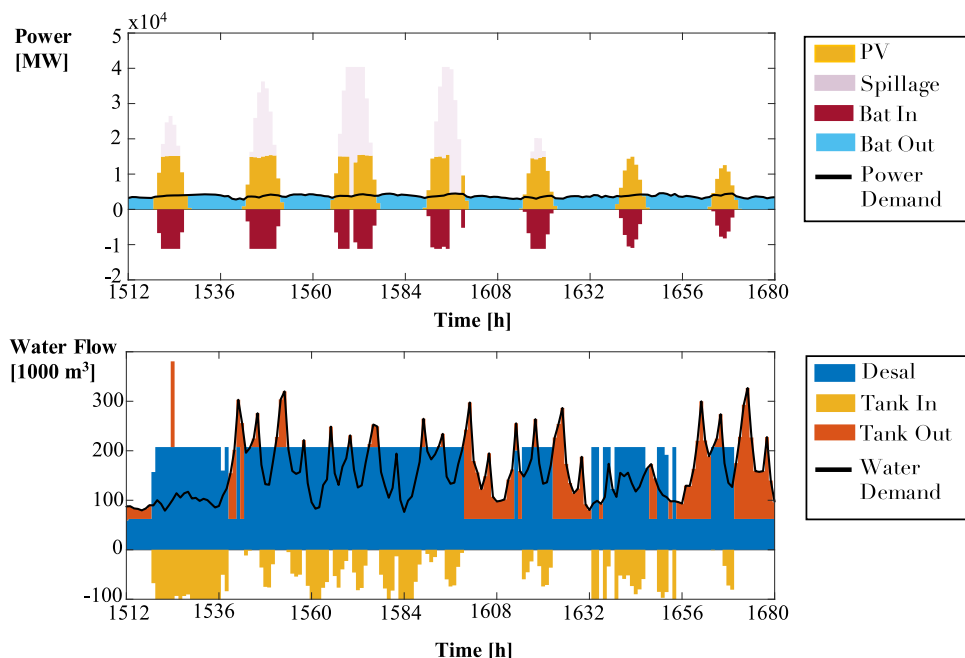 Power
[MW]
x10⁴
5
4
3
2
1
0
-1
-2
1512 1536 1560 1584 1608 1632 1656 1680
Time [h]
PV
Spillage
Bat In
Bat Out
Power
Demand
Water Flow
[1000 m³]
300
200
100
0
-100
1512 1536 1560 1584 1608 1632 1656 1680
Time [h]
Desal
Tank In
Tank Out
Water
Demand